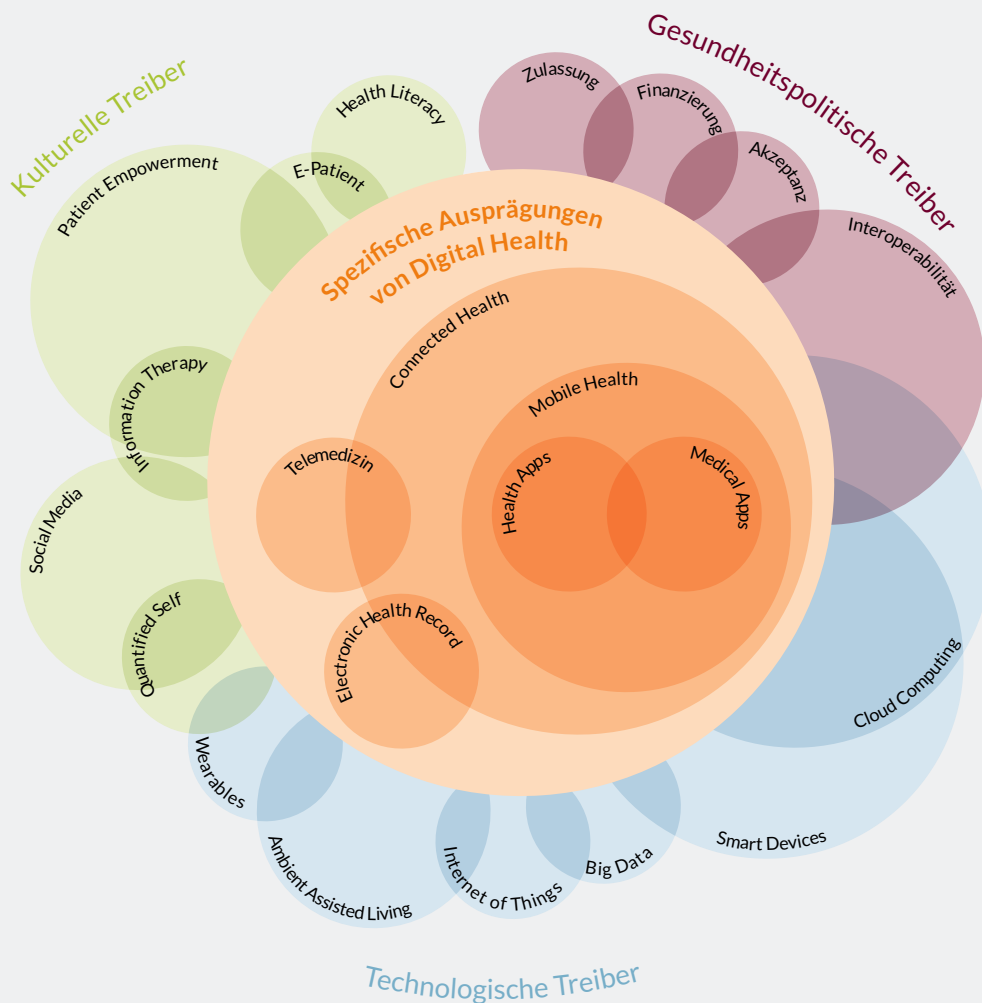 Gesundheitspolitische Treiber
Kulturelle Treiber
Zulassung
Finanzierung
Akzeptanz
Interoperabilität
Health Literacy
E-Patient
Patient Empowerment
Information Therapy
Social Media
Quantified Self
Spezifische Ausprägungen
von Digital Health
Connected Health
Mobile Health
Health Apps
Medical Apps
Telemedizin
Electronic Health Record
Wearables
Ambient Assisted Living
Internet of Things
Big Data
Smart Devices
Cloud Computing
Technologische Treiber